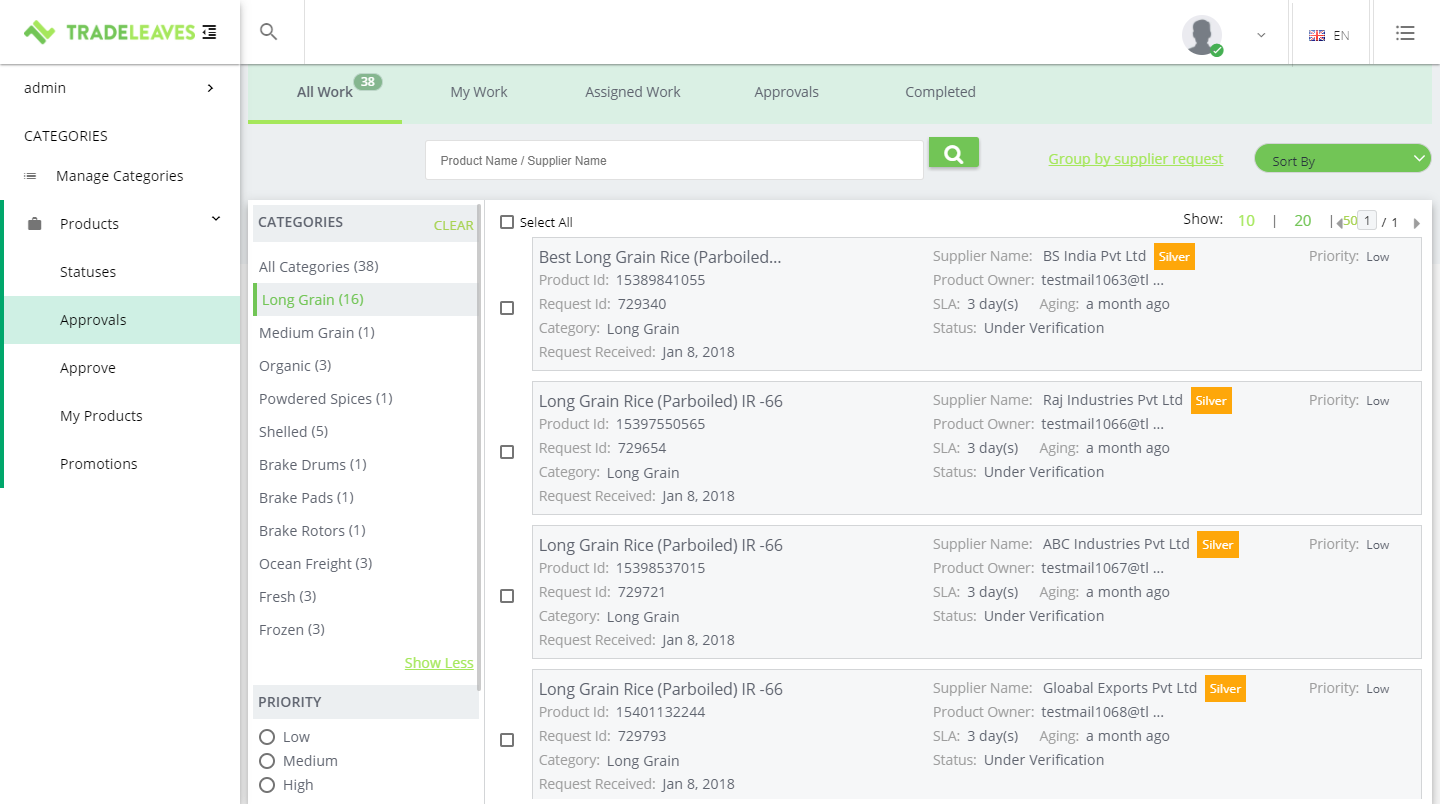 TRADELEAVES
EN
admin
CATEGORIES
Manage Categories
Products
Statuses
Approvals
Approve
My Products
Promotions
All Work 38 My Work Assigned Work Approvals Completed
Product Name / Supplier Name
Group by supplier request
Sort By
CATEGORIES CLEAR
All Categories (38)
Long Grain (16)
Medium Grain (1)
Organic (3)
Powdered Spices (1)
Shelled (5)
Brake Drums (1)
Brake Pads (1)
Brake Rotors (1)
Ocean Freight (3)
Fresh (3)
Frozen (3)
Show Less
PRIORITY
Low
Medium
High
Select All
Show: 10 | 20 | 50 1 / 1
Best Long Grain Rice (Parboiled...
Product Id: 15389841055
Request Id: 729340
Category: Long Grain
Request Received: Jan 8, 2018
Supplier Name: BS India Pvt Ltd Silver
Product Owner: testmail1063@tl ...
SLA: 3 day(s) Aging: a month ago
Status: Under Verification
Priority: Low
Long Grain Rice (Parboiled) IR -66
Product Id: 15397550565
Request Id: 729654
Category: Long Grain
Request Received: Jan 8, 2018
Supplier Name: Raj Industries Pvt Ltd Silver
Product Owner: testmail1066@tl ...
SLA: 3 day(s) Aging: a month ago
Status: Under Verification
Priority: Low
Long Grain Rice (Parboiled) IR -66
Product Id: 15398537015
Request Id: 729721
Category: Long Grain
Request Received: Jan 8, 2018
Supplier Name: ABC Industries Pvt Ltd Silver
Product Owner: testmail1067@tl ...
SLA: 3 day(s) Aging: a month ago
Status: Under Verification
Priority: Low
Long Grain Rice (Parboiled) IR -66
Product Id: 15401132244
Request Id: 729793
Category: Long Grain
Request Received: Jan 8, 2018
Supplier Name: Gloabal Exports Pvt Ltd Silver
Product Owner: testmail1068@tl ...
SLA: 3 day(s) Aging: a month ago
Status: Under Verification
Priority: Low